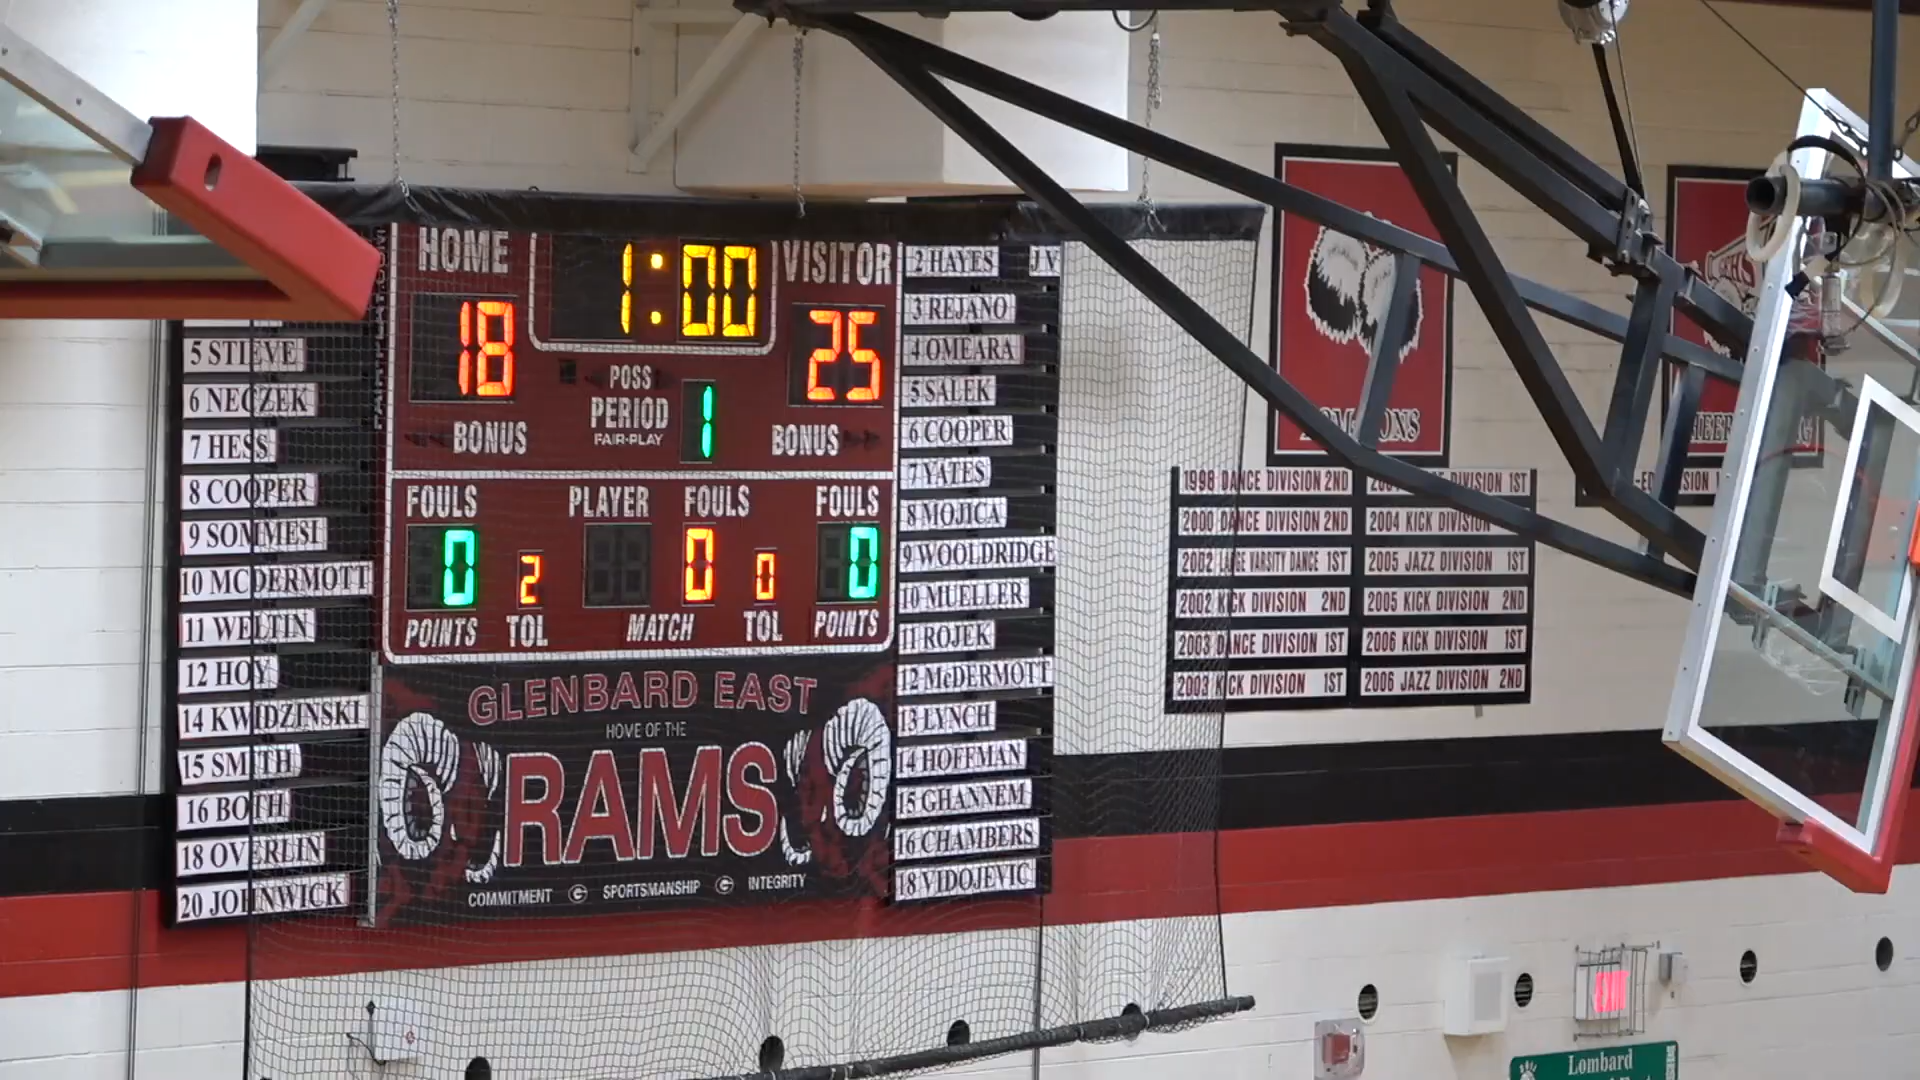 HOME
1:00
VISITOR
18
25
POSS
PERIOD
FAIR-PLAY
1
BONUS
BONUS
FOULS
PLAYER
FOULS
FOULS
0
2
0
0
0
POINTS
TOL
MATCH
TOL
POINTS
GLENBARD EAST
HOME OF THE
RAMS
COMMITMENT G SPORTSMANSHIP G INTEGRITY
5 STIEVE
6 NECZEK
7 HESS
8 COOPER
9 SOMMESI
10 MCDERMOTT
11 WELTIN
12 HOY
14 KWIDZINSKI
15 SMITH
16 BOTH
18 OVERLIN
20 JOHNWICK
2 HAYES J.V
3 REJANO
4 OMEARA
5 SALEK
6 COOPER
7 YATES
8 MOJICA
9 WOOLDRIDGE
10 MUELLER
11 ROJEK
12 McDERMOTT
13 LYNCH
14 HOFFMAN
15 GHANNEM
16 CHAMBERS
18 VIDOJEVIC
1998 DANCE DIVISION 2ND
2000 DANCE DIVISION 2ND
2002 LARGE VARSITY DANCE 1ST
2002 KICK DIVISION 2ND
2003 DANCE DIVISION 1ST
2003 KICK DIVISION 1ST
DIVISION 1ST
2004 KICK DIVISION
2005 JAZZ DIVISION 1ST
2005 KICK DIVISION 2ND
2006 KICK DIVISION 1ST
2006 JAZZ DIVISION 2ND
Lombard